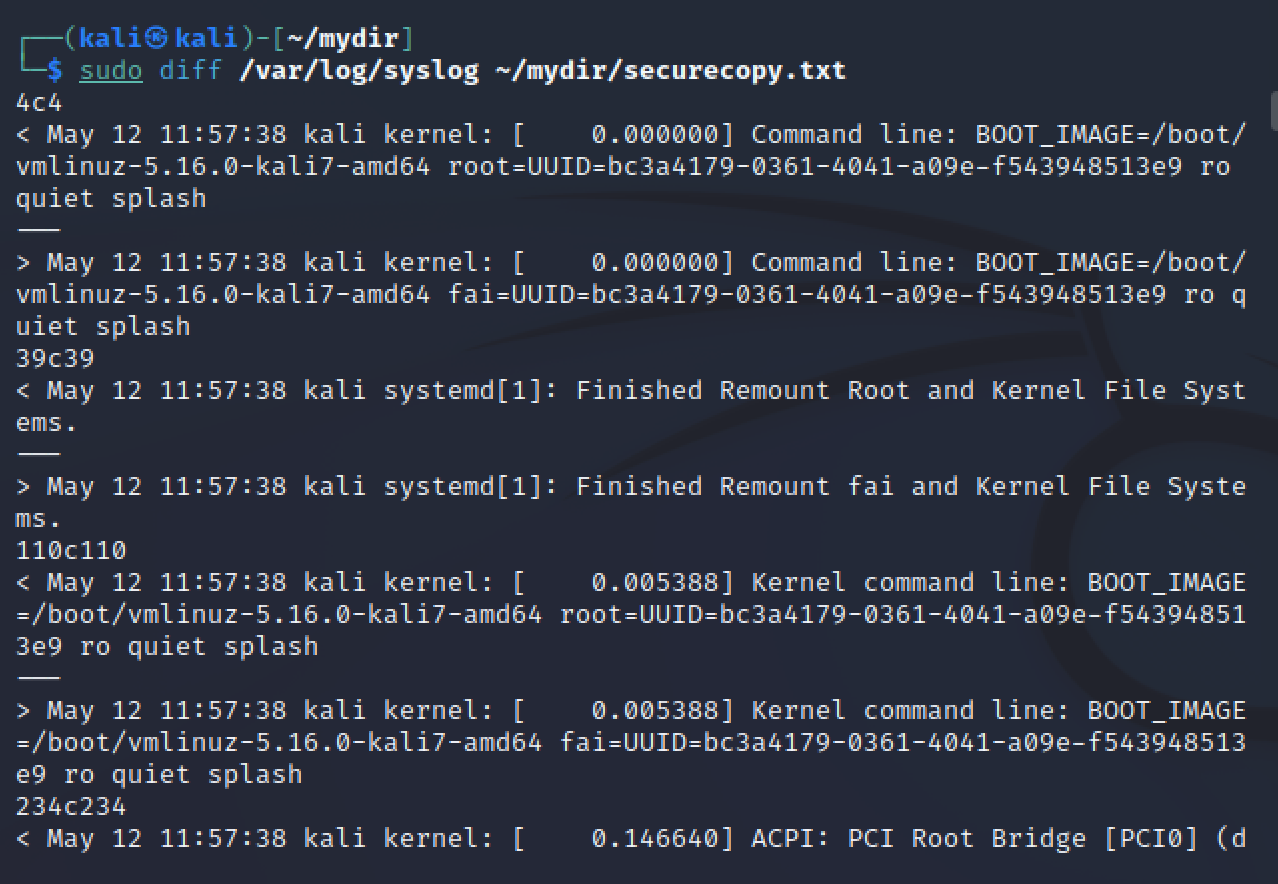 ┌──(kali㉿kali)-[~/mydir]
└─$ sudo diff /var/log/syslog ~/mydir/securecopy.txt
4c4
< May 12 11:57:38 kali kernel: [    0.000000] Command line: BOOT_IMAGE=/boot/
vmlinuz-5.16.0-kali7-amd64 root=UUID=bc3a4179-0361-4041-a09e-f543948513e9 ro
quiet splash
---
> May 12 11:57:38 kali kernel: [    0.000000] Command line: BOOT_IMAGE=/boot/
vmlinuz-5.16.0-kali7-amd64 fai=UUID=bc3a4179-0361-4041-a09e-f543948513e9 ro q
uiet splash
39c39
< May 12 11:57:38 kali systemd[1]: Finished Remount Root and Kernel File Syst
ems.
---
> May 12 11:57:38 kali systemd[1]: Finished Remount fai and Kernel File Syste
ms.
110c110
< May 12 11:57:38 kali kernel: [    0.005388] Kernel command line: BOOT_IMAGE
=/boot/vmlinuz-5.16.0-kali7-amd64 root=UUID=bc3a4179-0361-4041-a09e-f54394851
3e9 ro quiet splash
---
> May 12 11:57:38 kali kernel: [    0.005388] Kernel command line: BOOT_IMAGE
=/boot/vmlinuz-5.16.0-kali7-amd64 fai=UUID=bc3a4179-0361-4041-a09e-f543948513
e9 ro quiet splash
234c234
< May 12 11:57:38 kali kernel: [    0.146640] ACPI: PCI Root Bridge [PCI0] (d